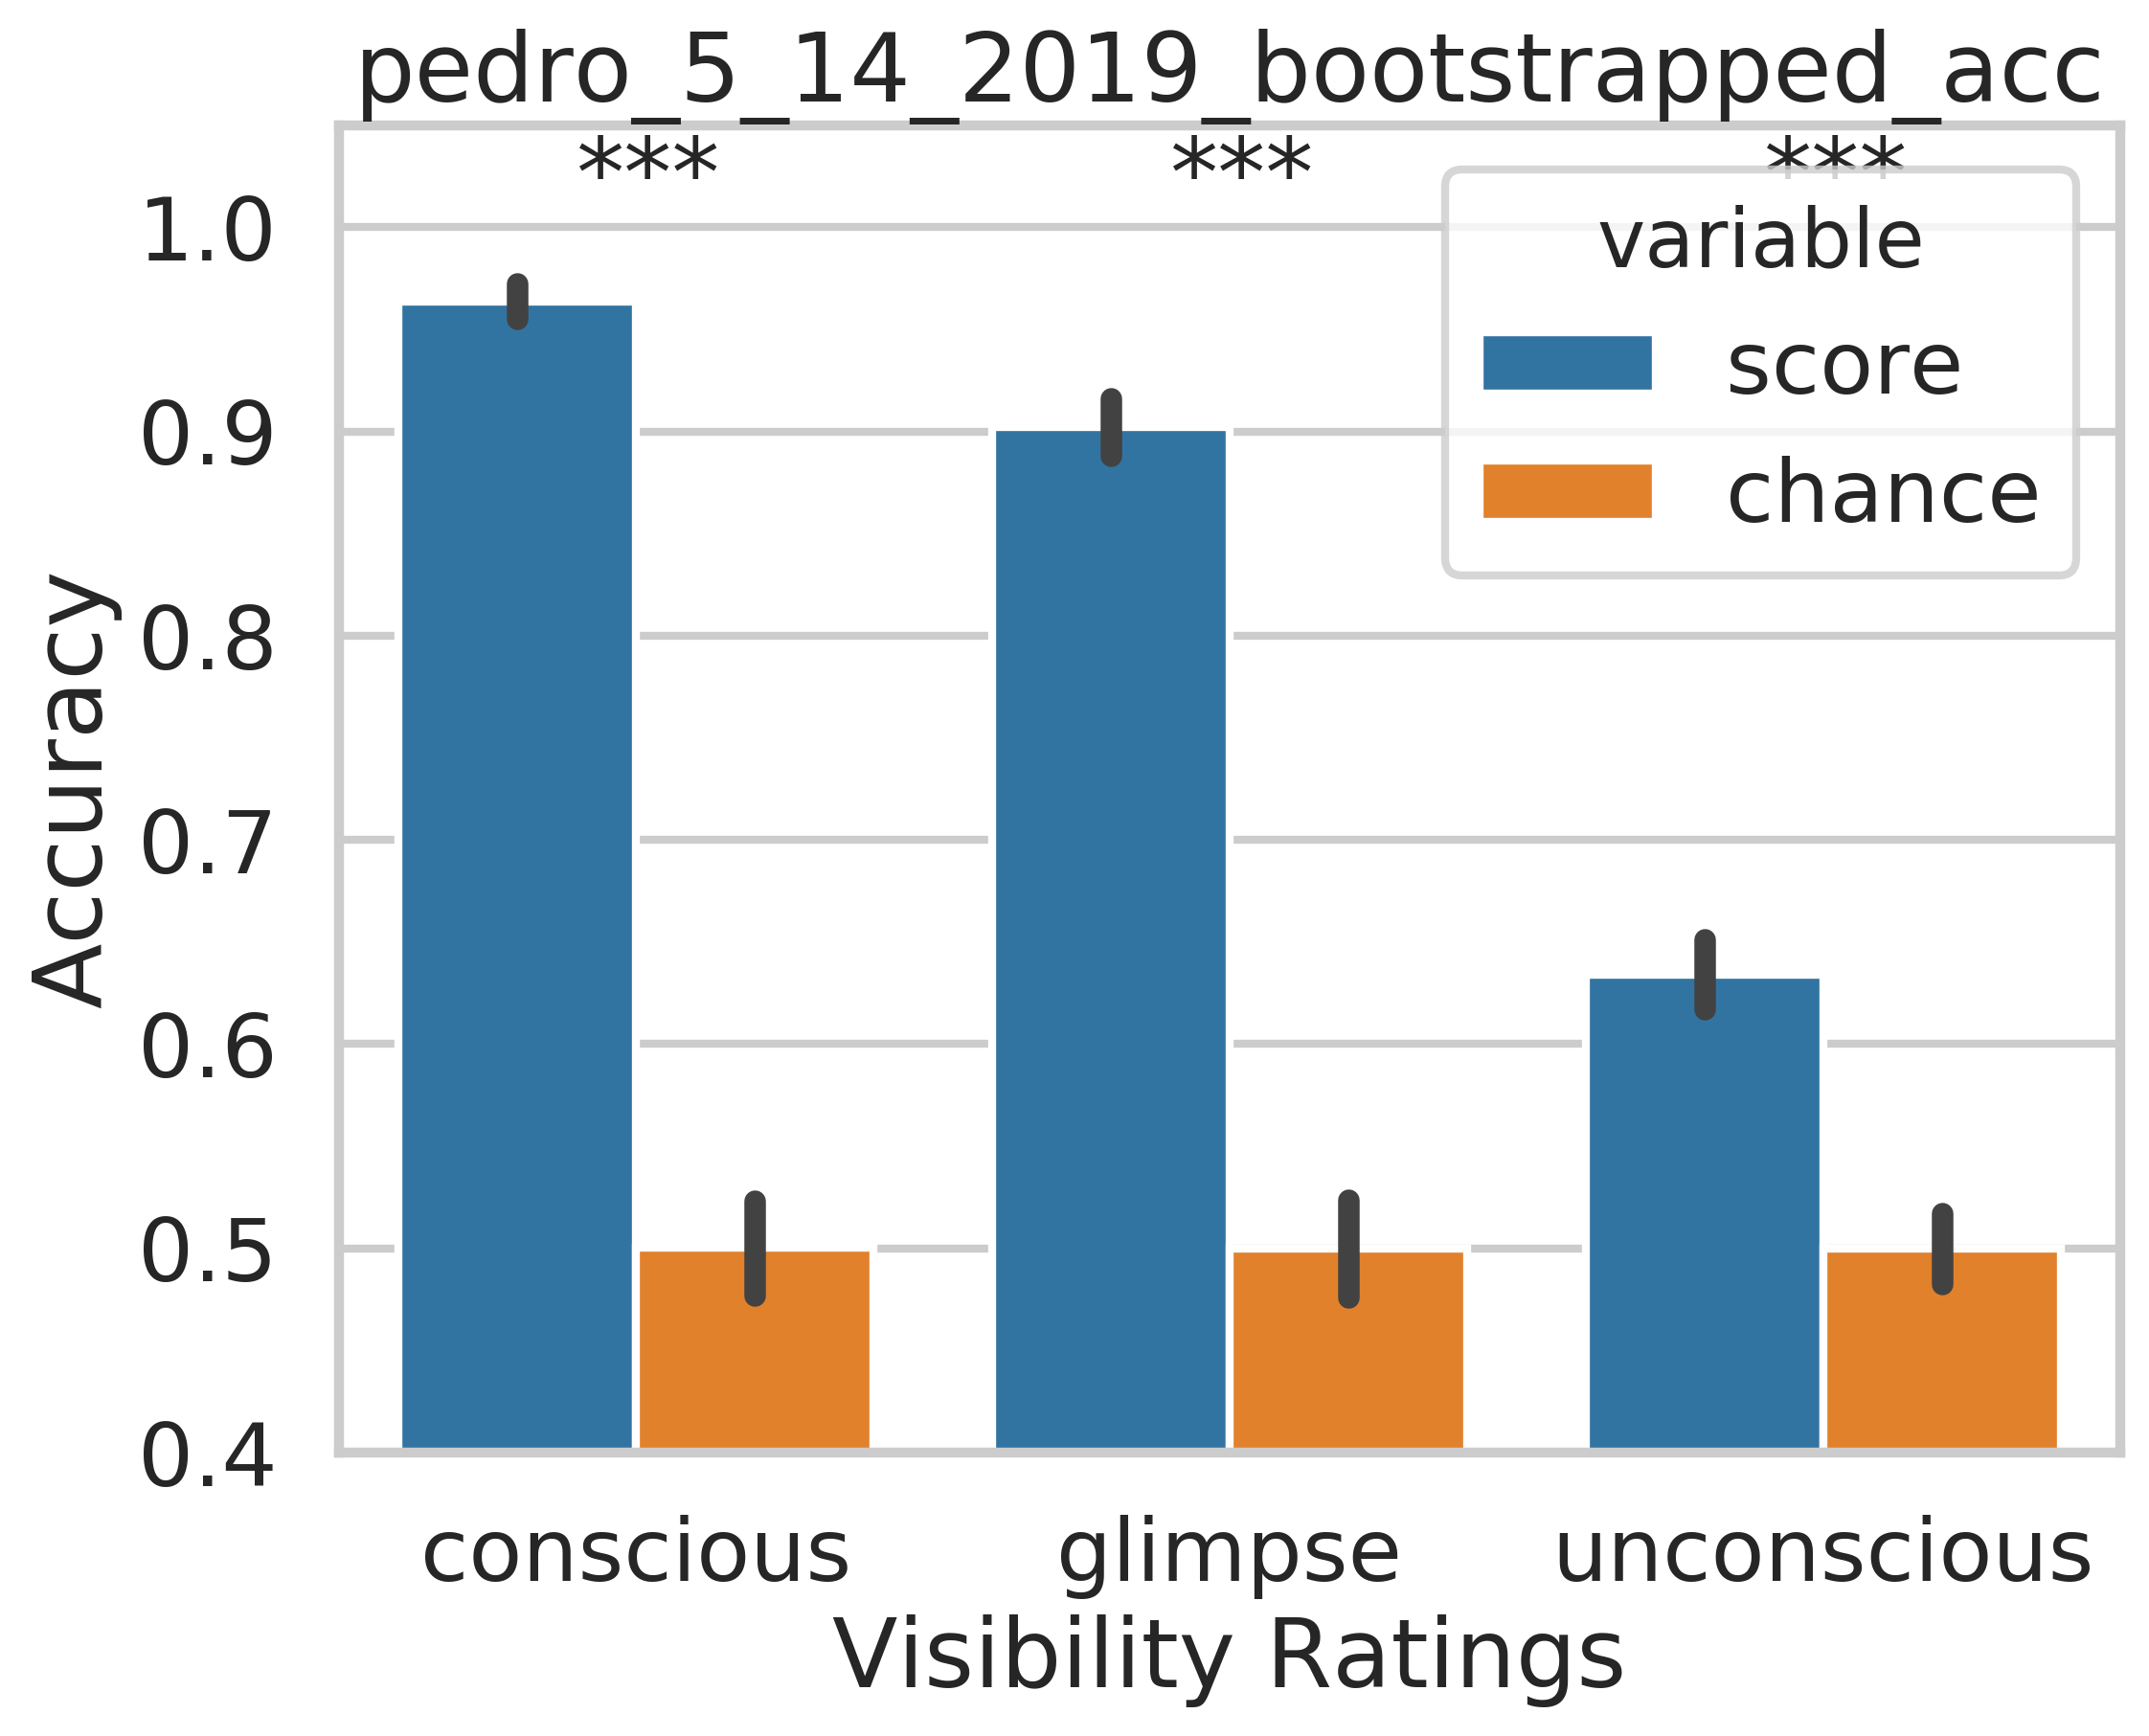 pedro_5_14_2019_bootstrapped_acc
*** *** ***
variable
score
chance
1.0
0.9
0.8
0.7
0.6
0.5
0.4
Accuracy
conscious glimpse unconscious
Visibility Ratings